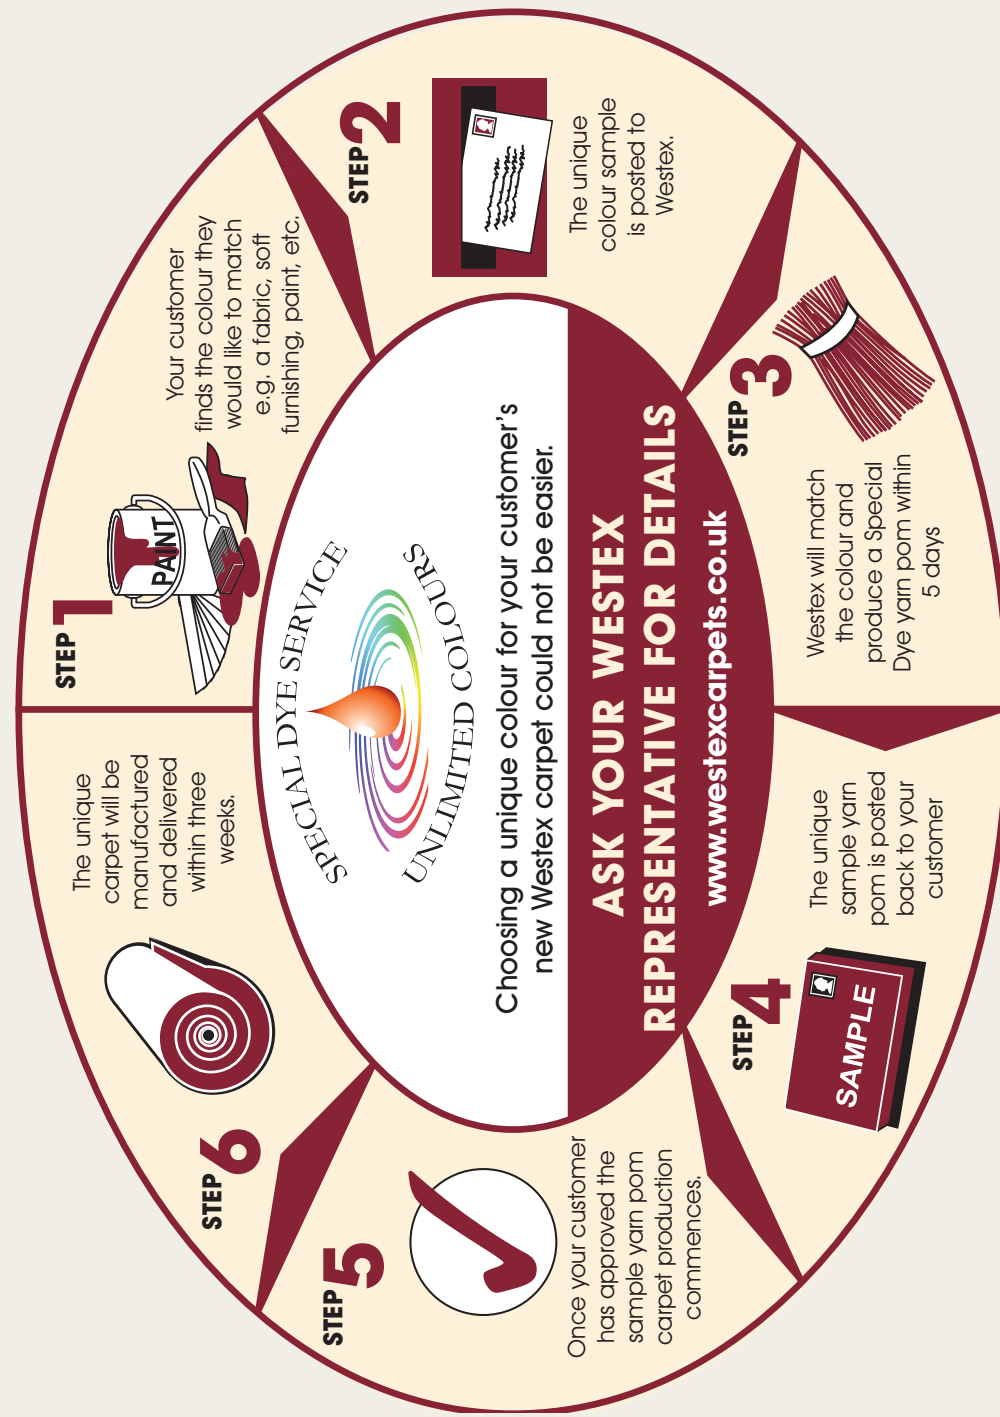 SPECIAL DYE SERVICE
UNLIMITED COLOURS
Choosing a unique colour for your customer's
new Westex carpet could not be easier.
ASK YOUR WESTEX
REPRESENTATIVE FOR DETAILS
www.westexcarpets.co.uk
STEP 1
PAINT
Your customer
finds the colour they
would like to match
e.g. a fabric, soft
furnishing, paint, etc.
STEP 2
The unique
colour sample
is posted to
Westex.
STEP 3
Westex will match
the colour and
produce a Special
Dye yarn pom within
5 days
STEP 4
SAMPLE
The unique
sample yarn
pom is posted
back to your
customer
STEP 5
Once your customer
has approved the
sample yarn pom
carpet production
commences.
STEP 6
The unique
carpet will be
manufactured
and delivered
within three
weeks.